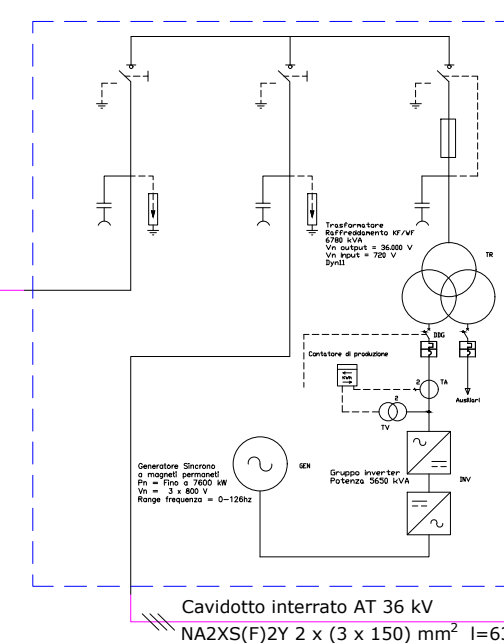 Trasformatore
Raffreddamento KF/WF
6780 kVA
Vn output = 36.000 V
Vn input = 720 V
Dyn11
TR
DDG
Contatore di produzione
KWh
2
TA
2
TV
Ausiliari
Generatore Sincrono
a magneti permaneti
Pn = Fino a 7600 kW
Vn = 3 x 800 V
Range frequenza = 0-126hz
GEN
Gruppo inverter
Potenza 5650 kVA
INV
Cavidotto interrato AT 36 kV
NA2XS(F)2Y 2 x (3 x 150) mm² l=